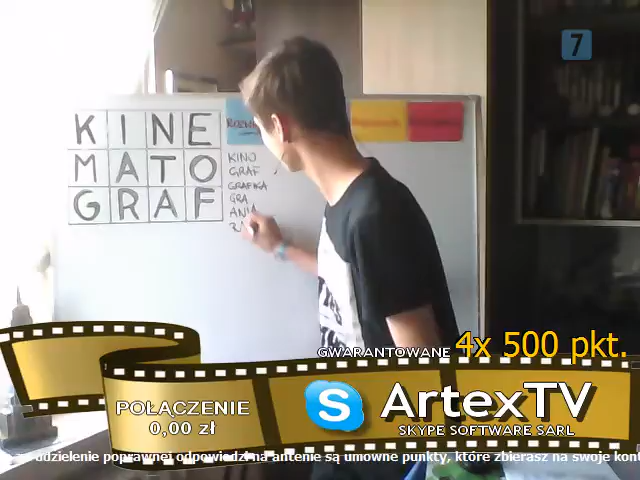 7
KINE
MATO
GRAF
KINO
GRAF
GRAFIKA
GRA
ANIA
GWARANTOWANE 4x 500 pkt.
POŁĄCZENIE
0,00 zł
S ArtexTV
SKYPE SOFTWARE SARL
udzielenie poprawnej odpowiedzi na antenie są umowne punkty, które zbierasz na swoje